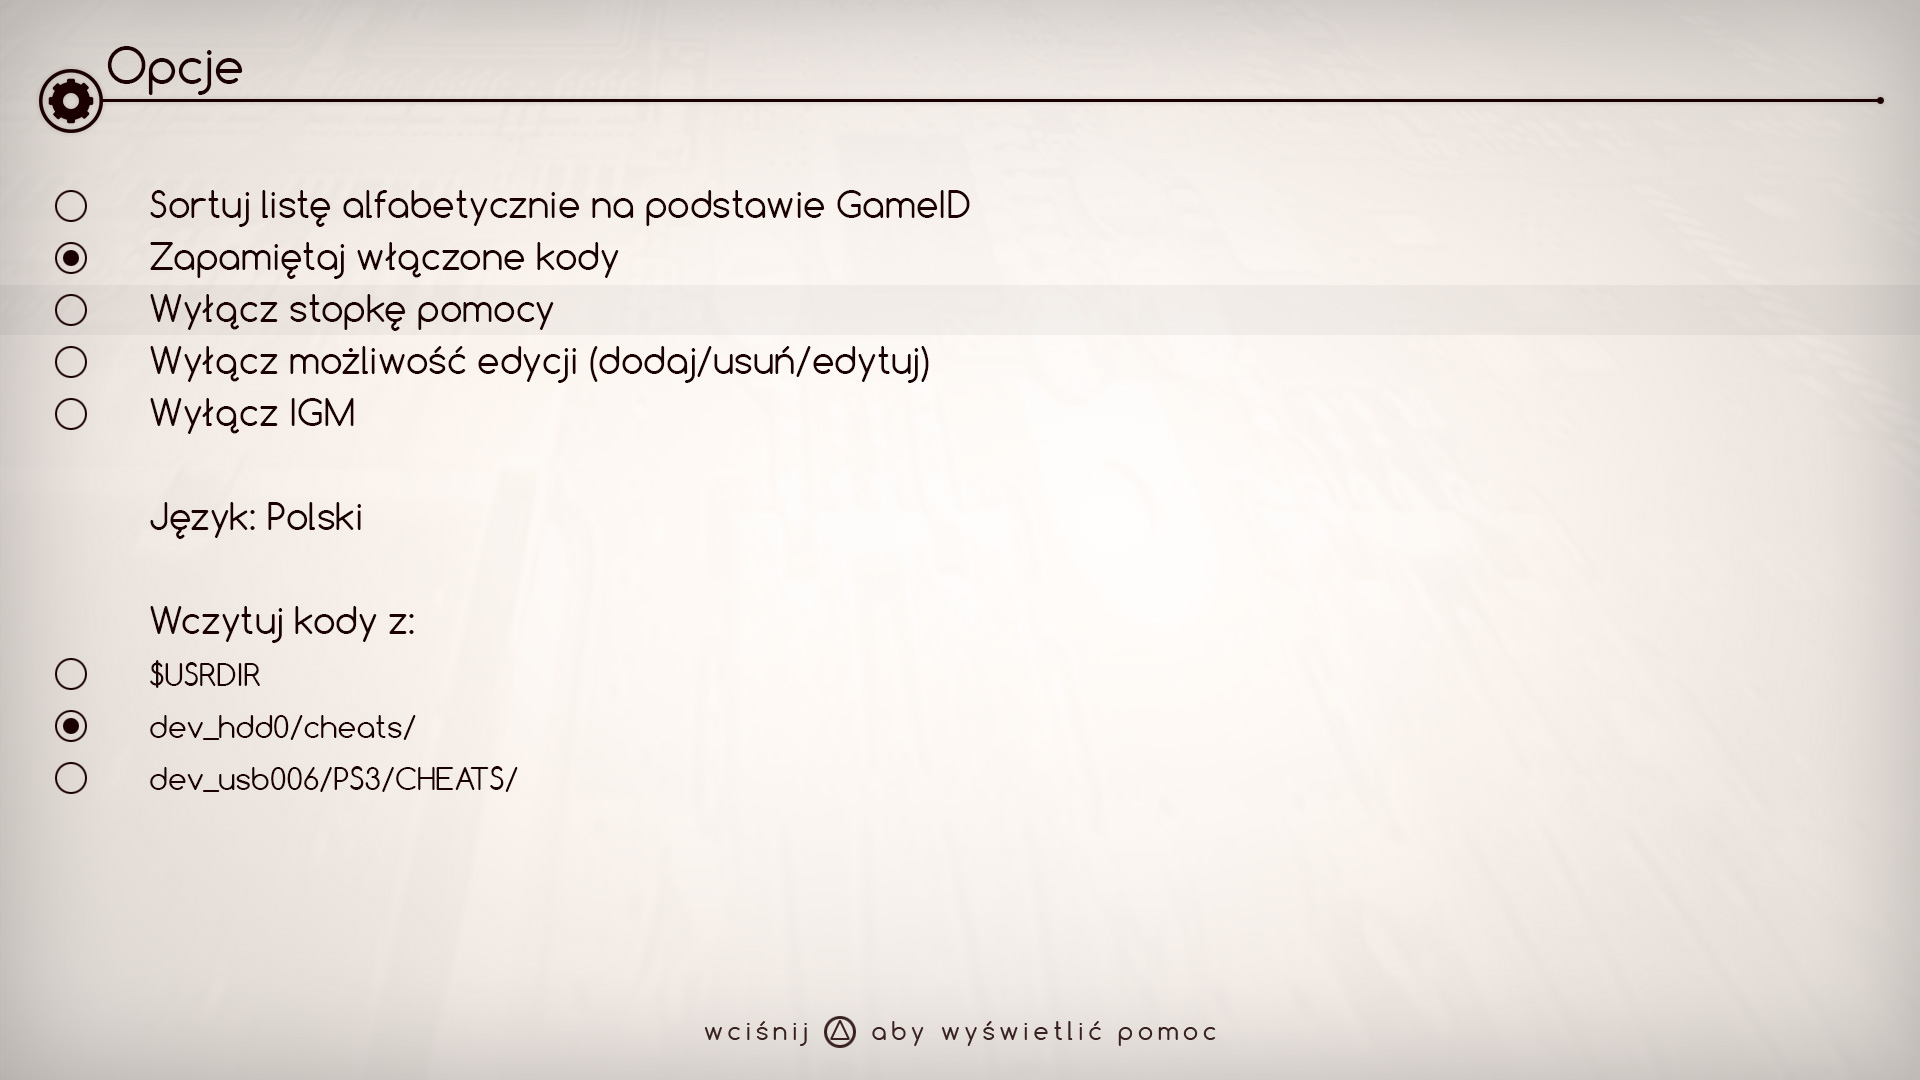 Opcje
Sortuj listę alfabetycznie na podstawie GameID
Zapamiętaj włączone kody
Wyłącz stopkę pomocy
Wyłącz możliwość edycji (dodaj/usuń/edytuj)
Wyłącz IGM
Język: Polski
Wczytuj kody z:
$USRDIR
dev_hdd0/cheats/
dev_usb006/PS3/CHEATS/
wciśnij aby wyświetlić pomoc